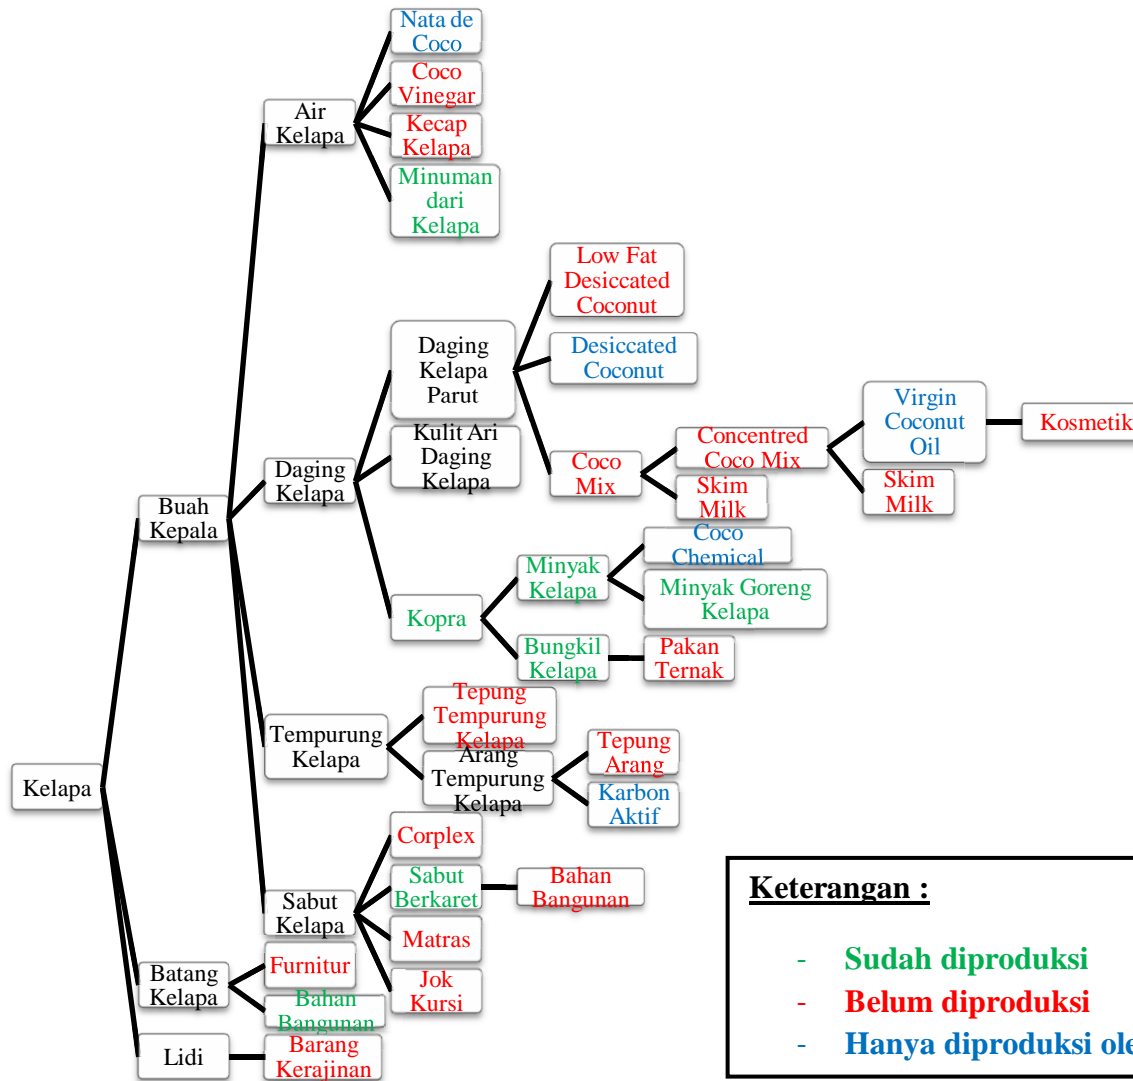 Nata de
Coco
Coco
Vinegar
Air
Kelapa
Kecap
Kelapa
Minuman
dari
Kelapa
Low Fat
Desiccated
Coconut
Daging
Kelapa
Parut
Desiccated
Coconut
Virgin
Coconut
Oil
Kosmetik
Kulit Ari
Daging
Kelapa
Concentred
Coco Mix
Daging
Kelapa
Coco
Mix
Skim
Milk
Skim
Milk
Buah
Kepala
Coco
Chemical
Minyak
Kelapa
Minyak Goreng
Kelapa
Kopra
Bungkil
Kelapa
Pakan
Ternak
Tepung
Tempurung
Kelapa
Tempurung
Kelapa
Arang
Tempurung
Kelapa
Tepung
Arang
Karbon
Aktif
Kelapa
Corplex
Sabut
Berkaret
Bahan
Bangunan
Sabut
Kelapa
Matras
Jok
Kursi
Batang
Kelapa
Furnitur
Bahan
Bangunan
Lidi
Barang
Kerajinan
Keterangan :
- Sudah diproduksi
- Belum diproduksi
- Hanya diproduksi ole